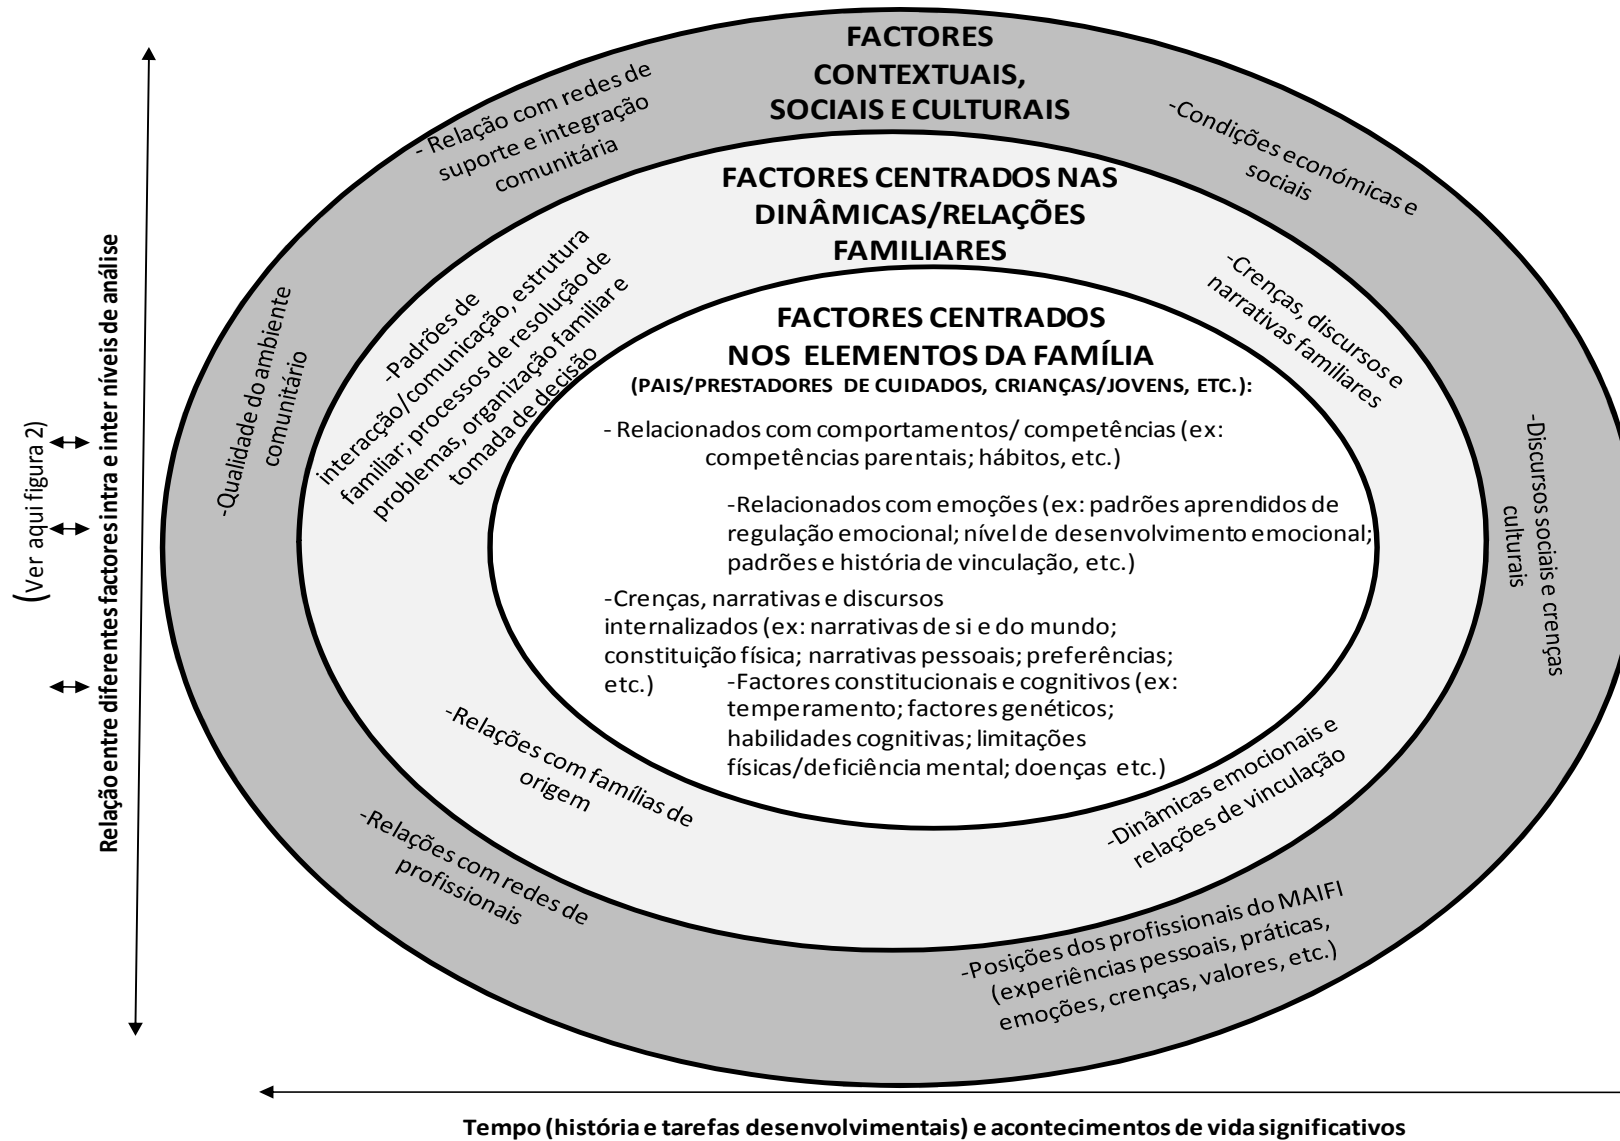 FACTORES
CONTEXTUAIS,
SOCIAIS E CULTURAIS
- Relação com redes de
suporte e integração
comunitária
-Condições económicas e
sociais
-Qualidade do ambiente
comunitário
-Discursos sociais e crenças
culturais
-Relações com redes de
profissionais
-Posições dos profissionais do MAIFI
(experiências pessoais, práticas,
emoções, crenças, valores, etc.)
FACTORES CENTRADOS NAS
DINÂMICAS/RELAÇÕES
FAMILIARES
-Padrões de
interacção/comunicação, estrutura
familiar; processos de resolução de
problemas, organização familiar e
tomada de decisão
-Crenças, discursos e
narrativas familiares
-Relações com famílias de
origem
-Dinâmicas emocionais e
relações de vinculação
FACTORES CENTRADOS
NOS ELEMENTOS DA FAMÍLIA
(PAIS/PRESTADORES DE CUIDADOS, CRIANÇAS/JOVENS, ETC.):
- Relacionados com comportamentos/ competências (ex:
competências parentais; hábitos, etc.)
-Relacionados com emoções (ex: padrões aprendidos de
regulação emocional; nível de desenvolvimento emocional;
padrões e história de vinculação, etc.)
-Crenças, narrativas e discursos
internalizados (ex: narrativas de si e do mundo;
constituição física; narrativas pessoais; preferências;
etc.)
-Factores constitucionais e cognitivos (ex:
temperamento; factores genéticos;
habilidades cognitivas; limitações
físicas/deficiência mental; doenças etc.)
(Ver aqui figura 2)
Relação entre diferentes factores intra e inter níveis de análise
Tempo (história e tarefas desenvolvimentais) e acontecimentos de vida significativos